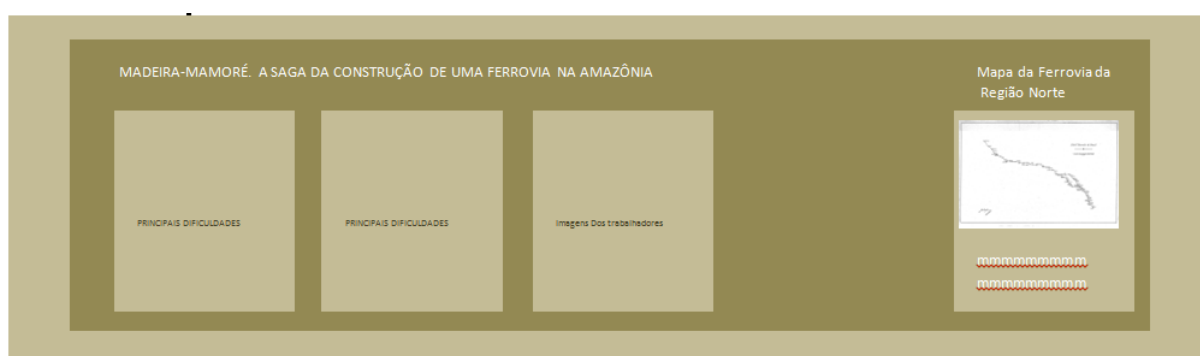 MADEIRA-MAMORÉ. A SAGA DA CONSTRUÇÃO DE UMA FERROVIA NA AMAZÔNIA
Mapa da Ferrovia da
Região Norte
PRINCIPAIS DIFICULDADES
PRINCIPAIS DIFICULDADES
Imagens Dos trabalhadores
mmmmmmmmm
mmmmmmmmm